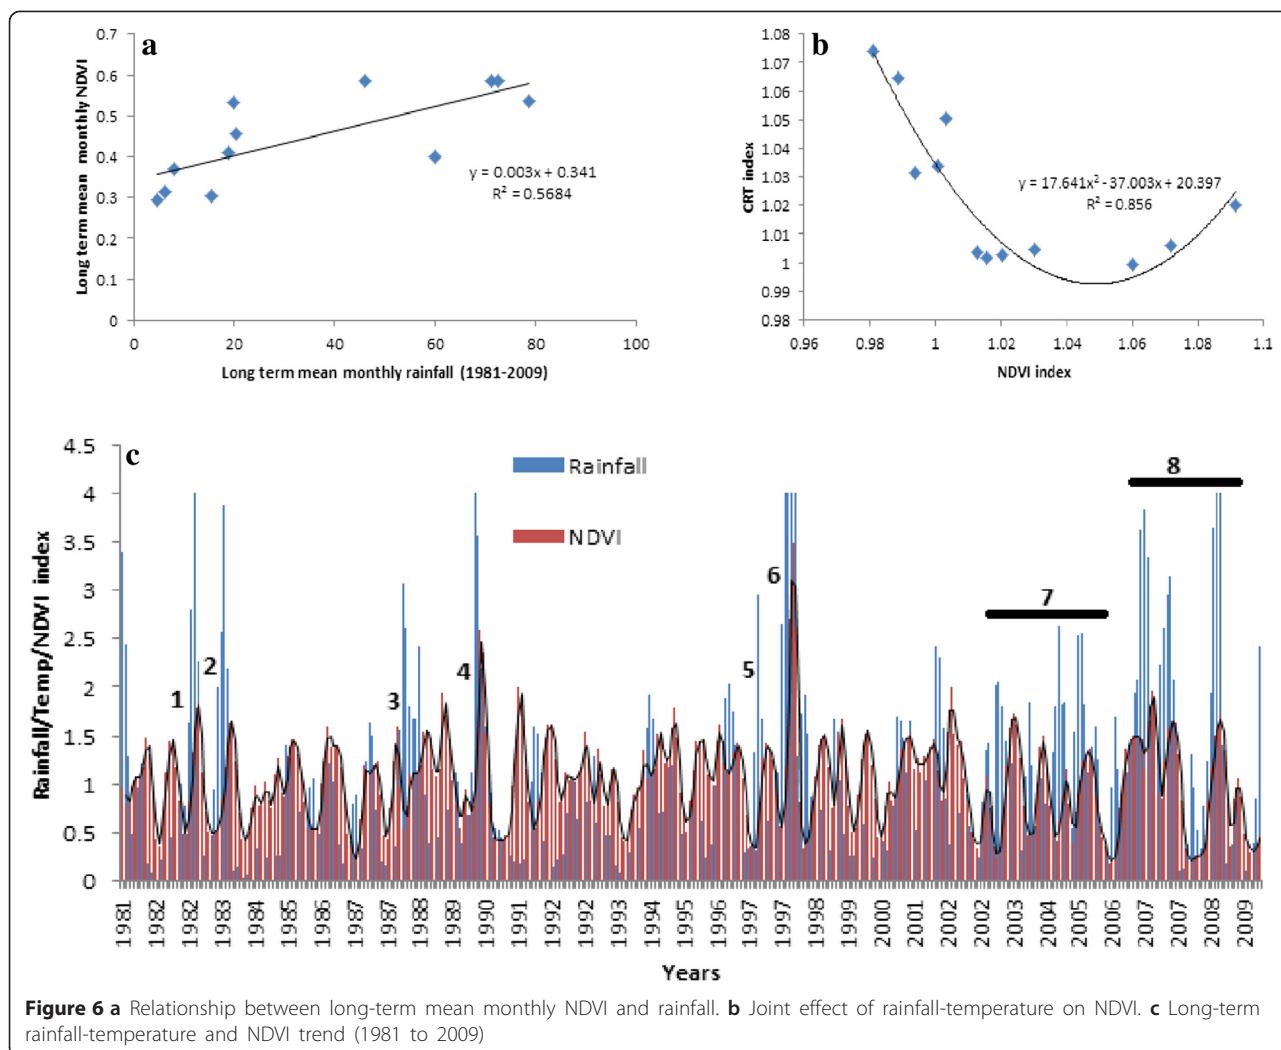 a
0.7
0.6
0.5
0.4
0.3
0.2
0.1
0
Long term mean monthly NDVI
y = 0.003x + 0.341
R² = 0.5684
0 20 40 60 80 100
Long term mean monthly rainfall (1981-2009)
b
1.08
1.07
1.06
1.05
1.04
1.03
1.02
1.01
1
0.99
0.98
CRT index
y = 17.641x² - 37.003x + 20.397
R² = 0.856
0.96 0.98 1 1.02 1.04 1.06 1.08 1.1
NDVI index
c
4.5
4
3.5
3
2.5
2
1.5
1
0.5
0
Rainfall/Temp/NDVI index
Rainfall
NDVI
1
2
3
4
5
6
7
8
1981 1982 1982 1983 1984 1985 1986 1987 1987 1988 1989 1990 1991 1992 1992 1993 1994 1995 1996 1997 1997 1998 1999 2000 2001 2002 2002 2003 2004 2005 2006 2007 2007 2008 2009
Years
Figure 6 a Relationship between long-term mean monthly NDVI and rainfall. b Joint effect of rainfall-temperature on NDVI. c Long-term
rainfall-temperature and NDVI trend (1981 to 2009)